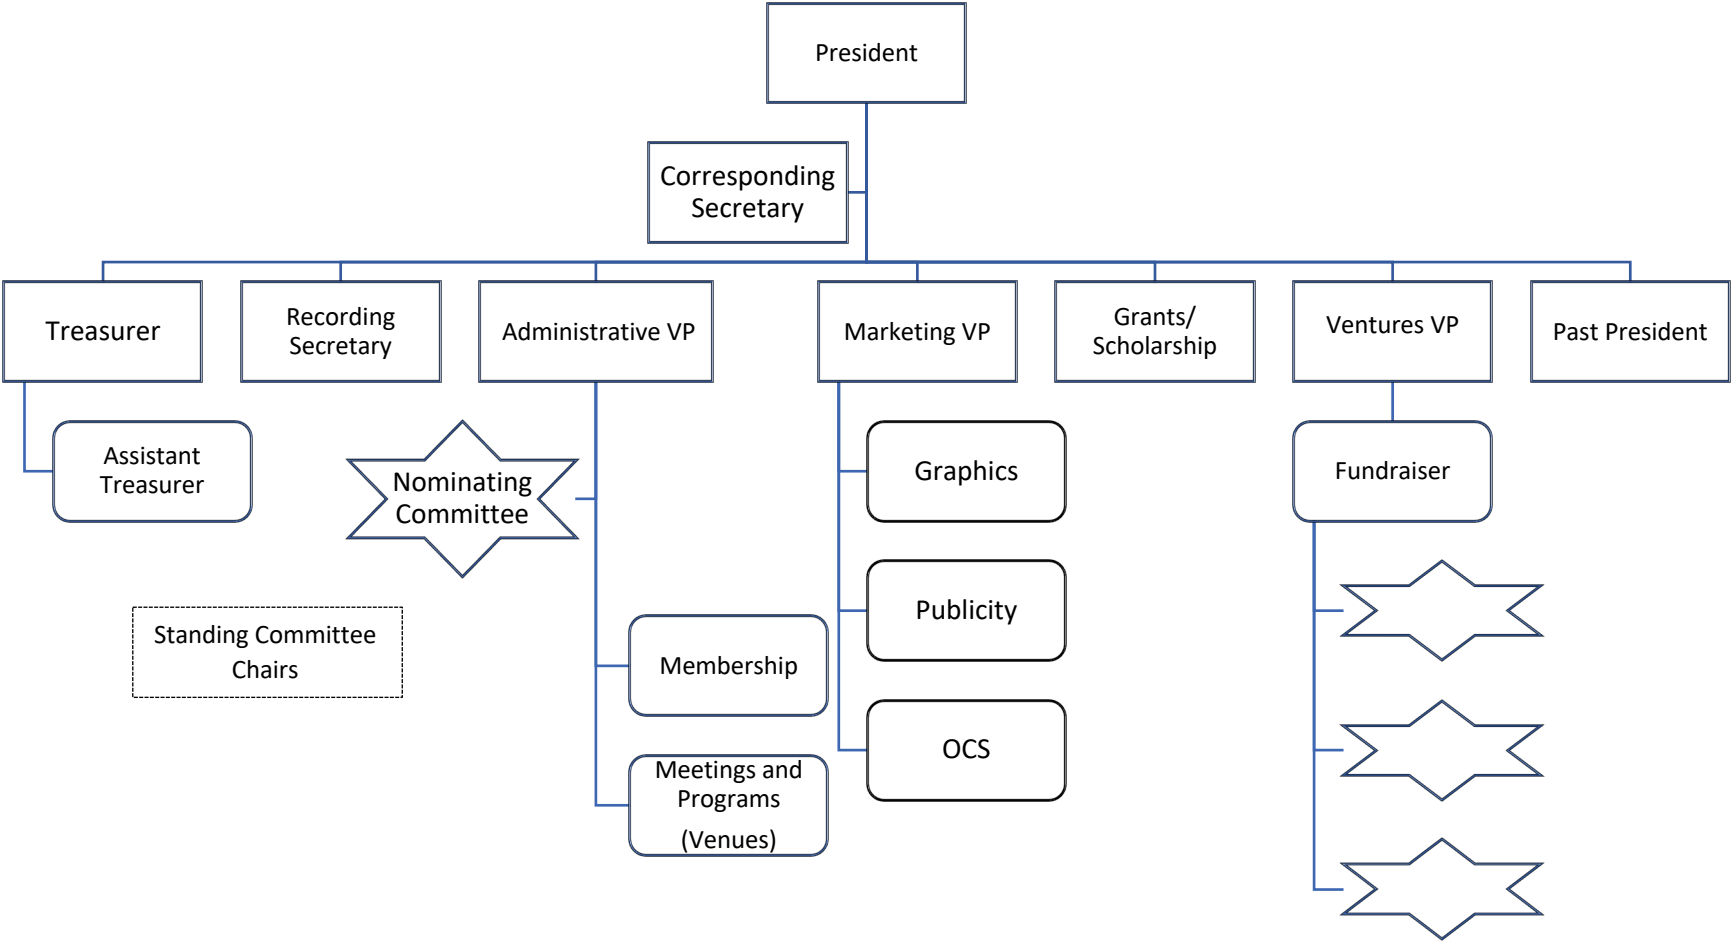 President
Corresponding
Secretary
Treasurer
Recording
Secretary
Administrative VP
Marketing VP
Grants/
Scholarship
Ventures VP
Past President
Assistant
Treasurer
Nominating
Committee
Graphics
Fundraiser
Standing Committee
Chairs
Publicity
Membership
OCS
Meetings and
Programs
(Venues)